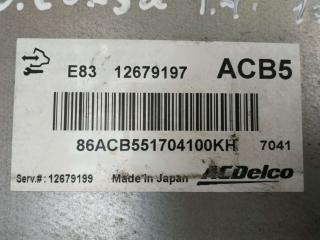 E83 12679197 ACB5
86ACB551704100KH 7041
Serv.#: 12679199 Made in Japan ACDelco